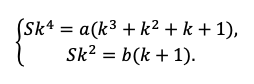 Sk⁴ = a(k³ + k² + k + 1),
Sk² = b(k + 1).